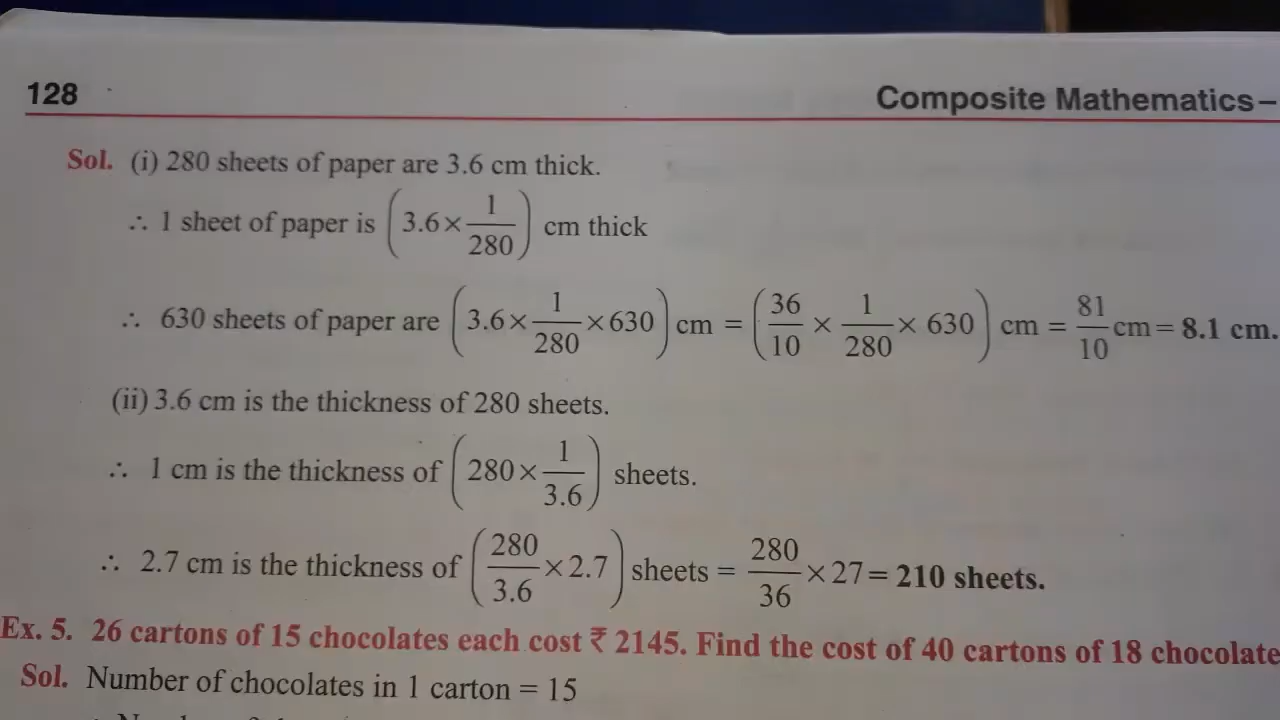 128
Composite Mathematics–
Sol. (i) 280 sheets of paper are 3.6 cm thick.
∴ 1 sheet of paper is (3.6 × 1/280) cm thick
∴ 630 sheets of paper are (3.6 × 1/280 × 630) cm = (36/10 × 1/280 × 630) cm = 81/10 cm = 8.1 cm.
(ii) 3.6 cm is the thickness of 280 sheets.
∴ 1 cm is the thickness of (280 × 1/3.6) sheets.
∴ 2.7 cm is the thickness of (280/3.6 × 2.7) sheets = 280/36 × 27 = 210 sheets.
Ex. 5. 26 cartons of 15 chocolates each cost ₹ 2145. Find the cost of 40 cartons of 18 chocolate
Sol. Number of chocolates in 1 carton = 15